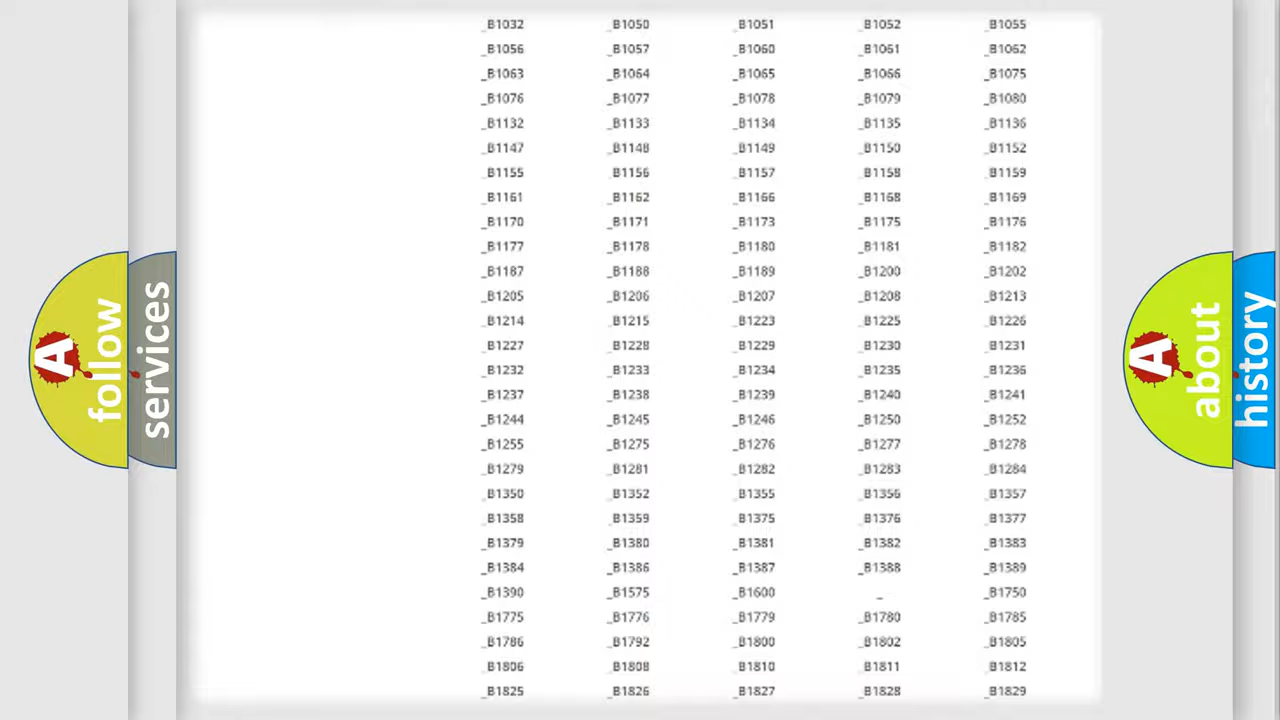 _B1032 _B1050 _B1051 _B1052 _B1055
_B1056 _B1057 _B1060 _B1061 _B1062
_B1063 _B1064 _B1065 _B1066 _B1075
_B1076 _B1077 _B1078 _B1079 _B1080
_B1132 _B1133 _B1134 _B1135 _B1136
_B1147 _B1148 _B1149 _B1150 _B1152
_B1155 _B1156 _B1157 _B1158 _B1159
_B1161 _B1162 _B1166 _B1168 _B1169
_B1170 _B1171 _B1173 _B1175 _B1176
_B1177 _B1178 _B1180 _B1181 _B1182
_B1187 _B1188 _B1189 _B1200 _B1202
_B1205 _B1206 _B1207 _B1208 _B1213
_B1214 _B1215 _B1223 _B1225 _B1226
_B1227 _B1228 _B1229 _B1230 _B1231
_B1232 _B1233 _B1234 _B1235 _B1236
_B1237 _B1238 _B1239 _B1240 _B1241
_B1244 _B1245 _B1246 _B1250 _B1252
_B1255 _B1275 _B1276 _B1277 _B1278
_B1279 _B1281 _B1282 _B1283 _B1284
_B1350 _B1352 _B1355 _B1356 _B1357
_B1358 _B1359 _B1375 _B1376 _B1377
_B1379 _B1380 _B1381 _B1382 _B1383
_B1384 _B1386 _B1387 _B1388 _B1389
_B1390 _B1575 _B1600 _ _B1750
_B1775 _B1776 _B1779 _B1780 _B1785
_B1786 _B1792 _B1800 _B1802 _B1805
_B1806 _B1808 _B1810 _B1811 _B1812
_B1825 _B1826 _B1827 _B1828 _B1829
A
follow
services
A
about
history